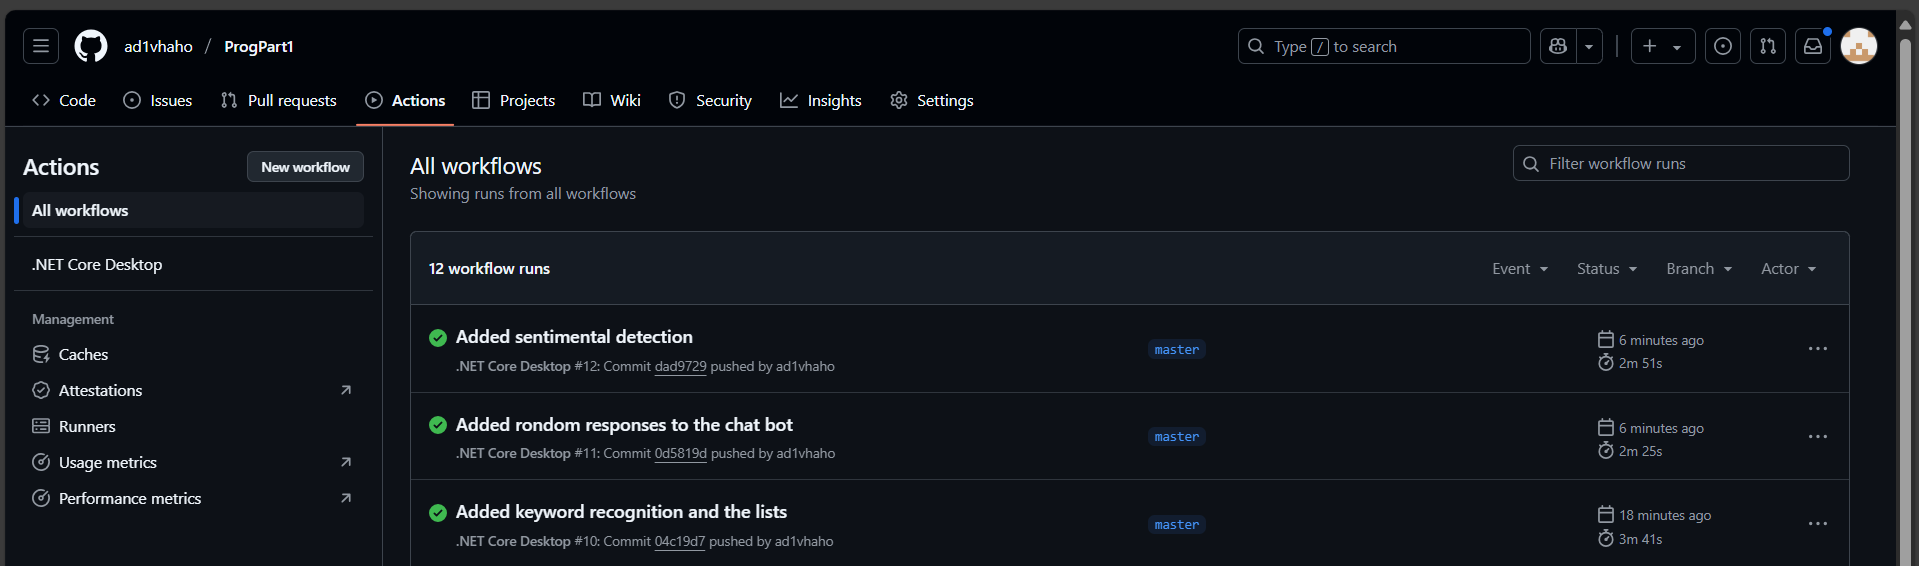 ad1vhaho / ProgPart1
Type / to search
Code
Issues
Pull requests
Actions
Projects
Wiki
Security
Insights
Settings
Actions
New workflow
All workflows
.NET Core Desktop
Management
Caches
Attestations
Runners
Usage metrics
Performance metrics
All workflows
Showing runs from all workflows
Filter workflow runs
12 workflow runs
Event
Status
Branch
Actor
Added sentimental detection
.NET Core Desktop #12: Commit dad9729 pushed by ad1vhaho
master
6 minutes ago
2m 51s
Added rondom responses to the chat bot
.NET Core Desktop #11: Commit 0d5819d pushed by ad1vhaho
master
6 minutes ago
2m 25s
Added keyword recognition and the lists
.NET Core Desktop #10: Commit 04c19d7 pushed by ad1vhaho
master
18 minutes ago
3m 41s